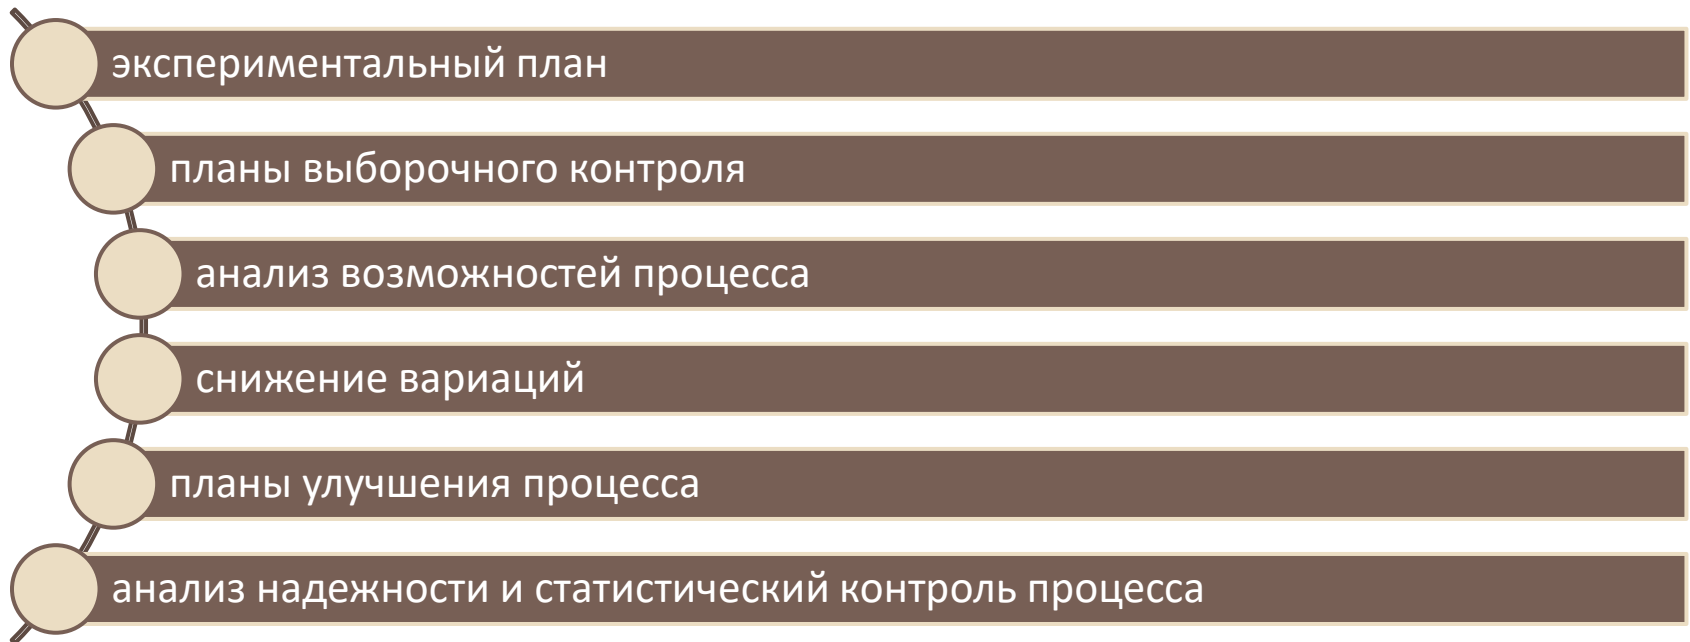 экспериментальный план
планы выборочного контроля
анализ возможностей процесса
снижение вариаций
планы улучшения процесса
анализ надежности и статистический контроль процесса